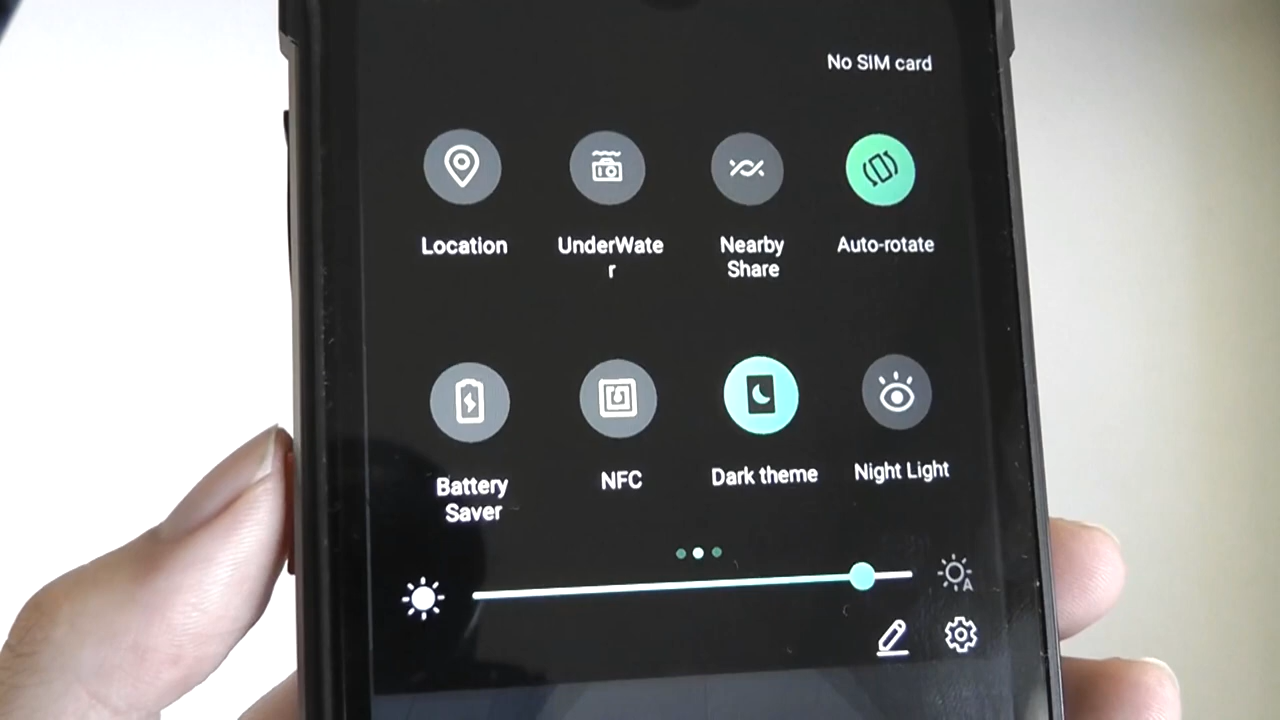 No SIM card
Location
UnderWate
r
Nearby
Share
Auto-rotate
Battery
Saver
NFC
Dark theme
Night Light
A